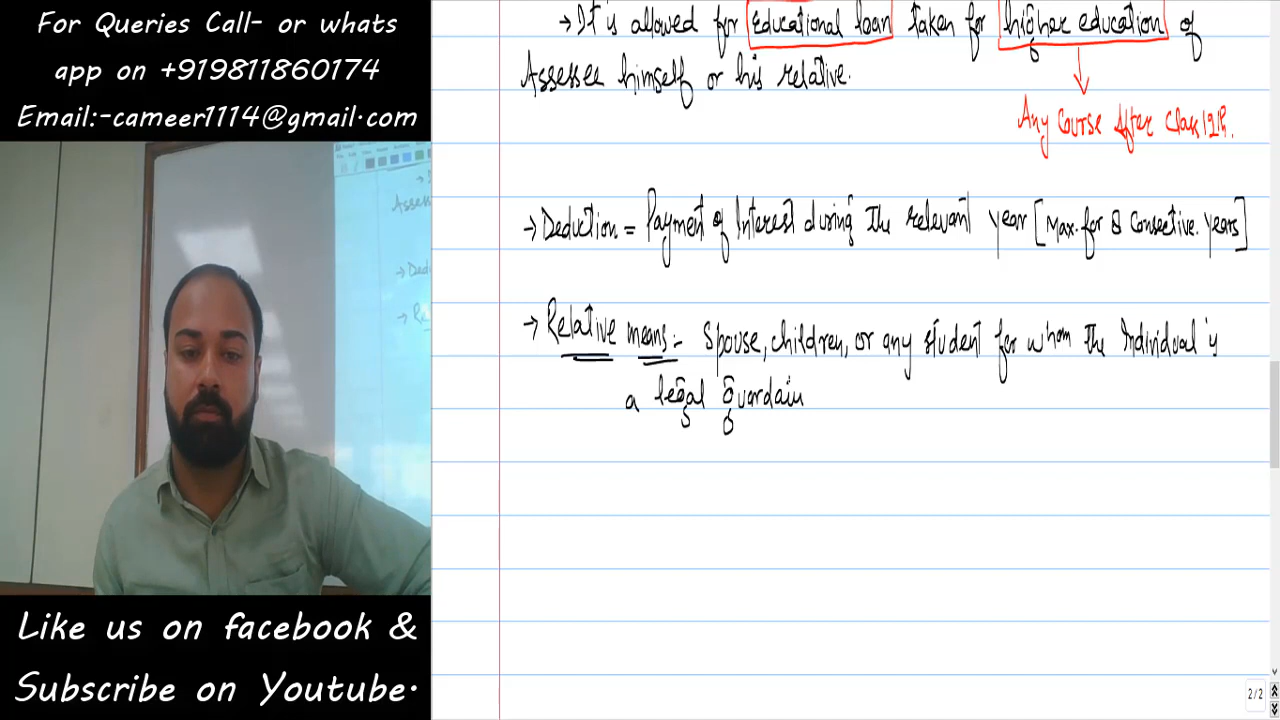 For Queries Call- or whats
app on +919811860174
Email:-cameer1114@gmail.com
→ It is allowed for Educational loan taken for higher education of
Assessee himself or his relative.
Any Course After Class 12th.
→ Deduction = Payment of Interest during the relevant year [Max. for 8 Consective. years]
→ Relative means:- Spouse, children, or any student for whom the Individual is
a legal guardain
Like us on facebook &
Subscribe on Youtube.
2/2